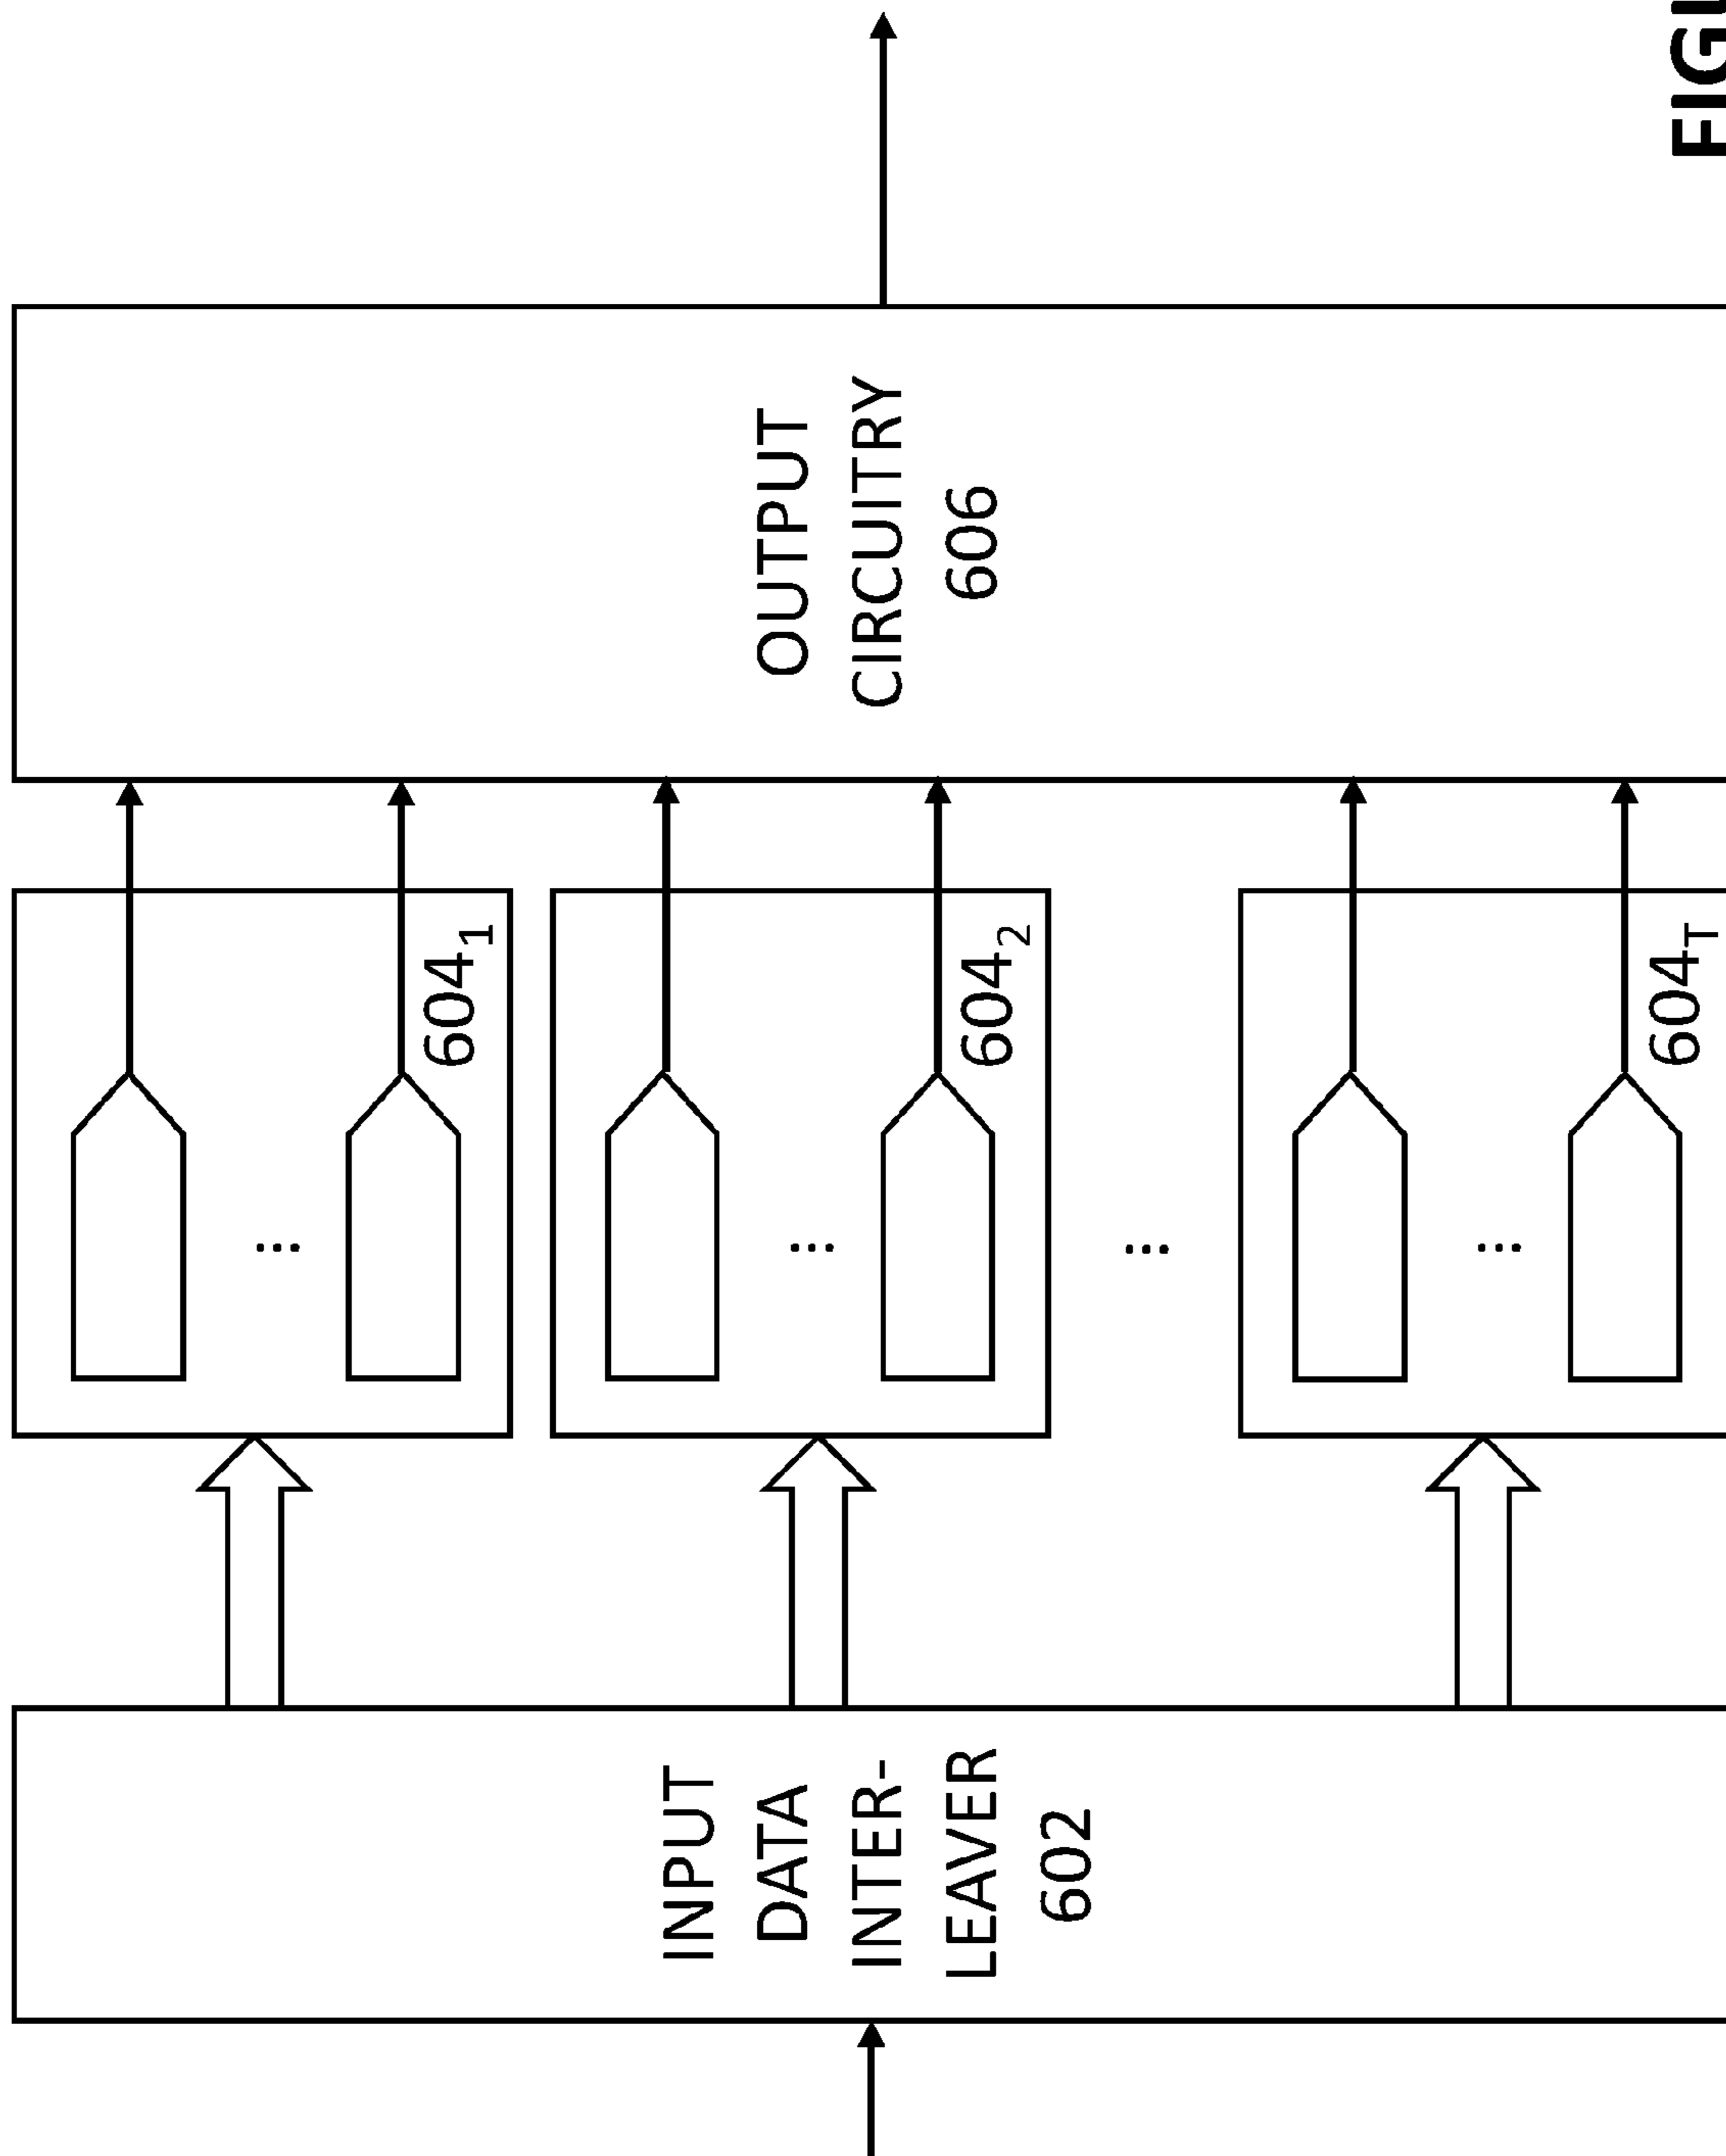 INPUT
DATA
INTER-
LEAVER
602
604₁
...
604₂
...
...
604T
...
OUTPUT
CIRCUITRY
606